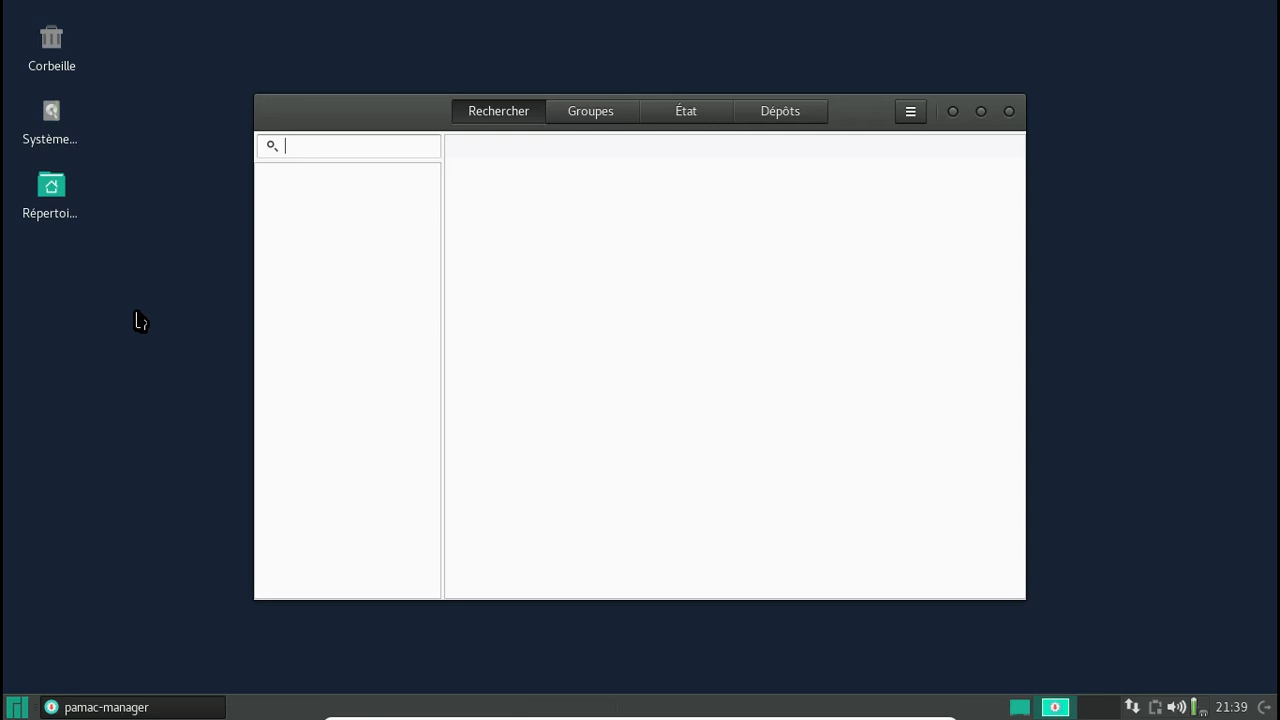 Corbeille
Système...
Répertoi...
Rechercher
Groupes
État
Dépôts
pamac-manager
21:39